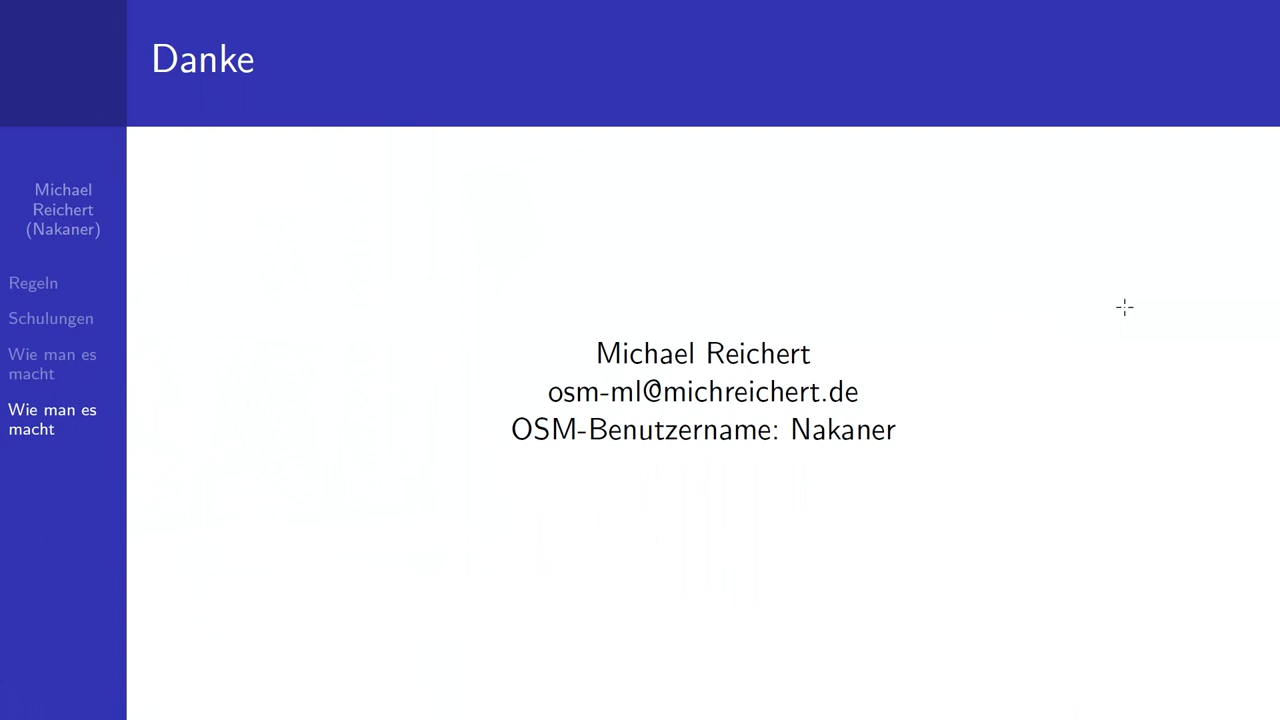 Danke
Michael
Reichert
(Nakaner)
Regeln
Schulungen
Wie man es
macht
Wie man es
macht
Michael Reichert
osm-ml@michreichert.de
OSM-Benutzername: Nakaner